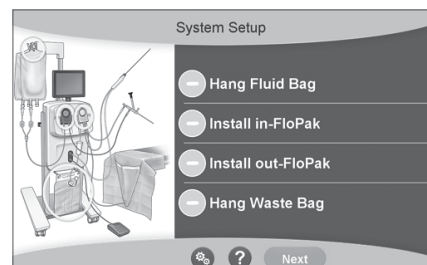 System Setup
Hang Fluid Bag
Install in-FloPak
Install out-FloPak
Hang Waste Bag
?
Next